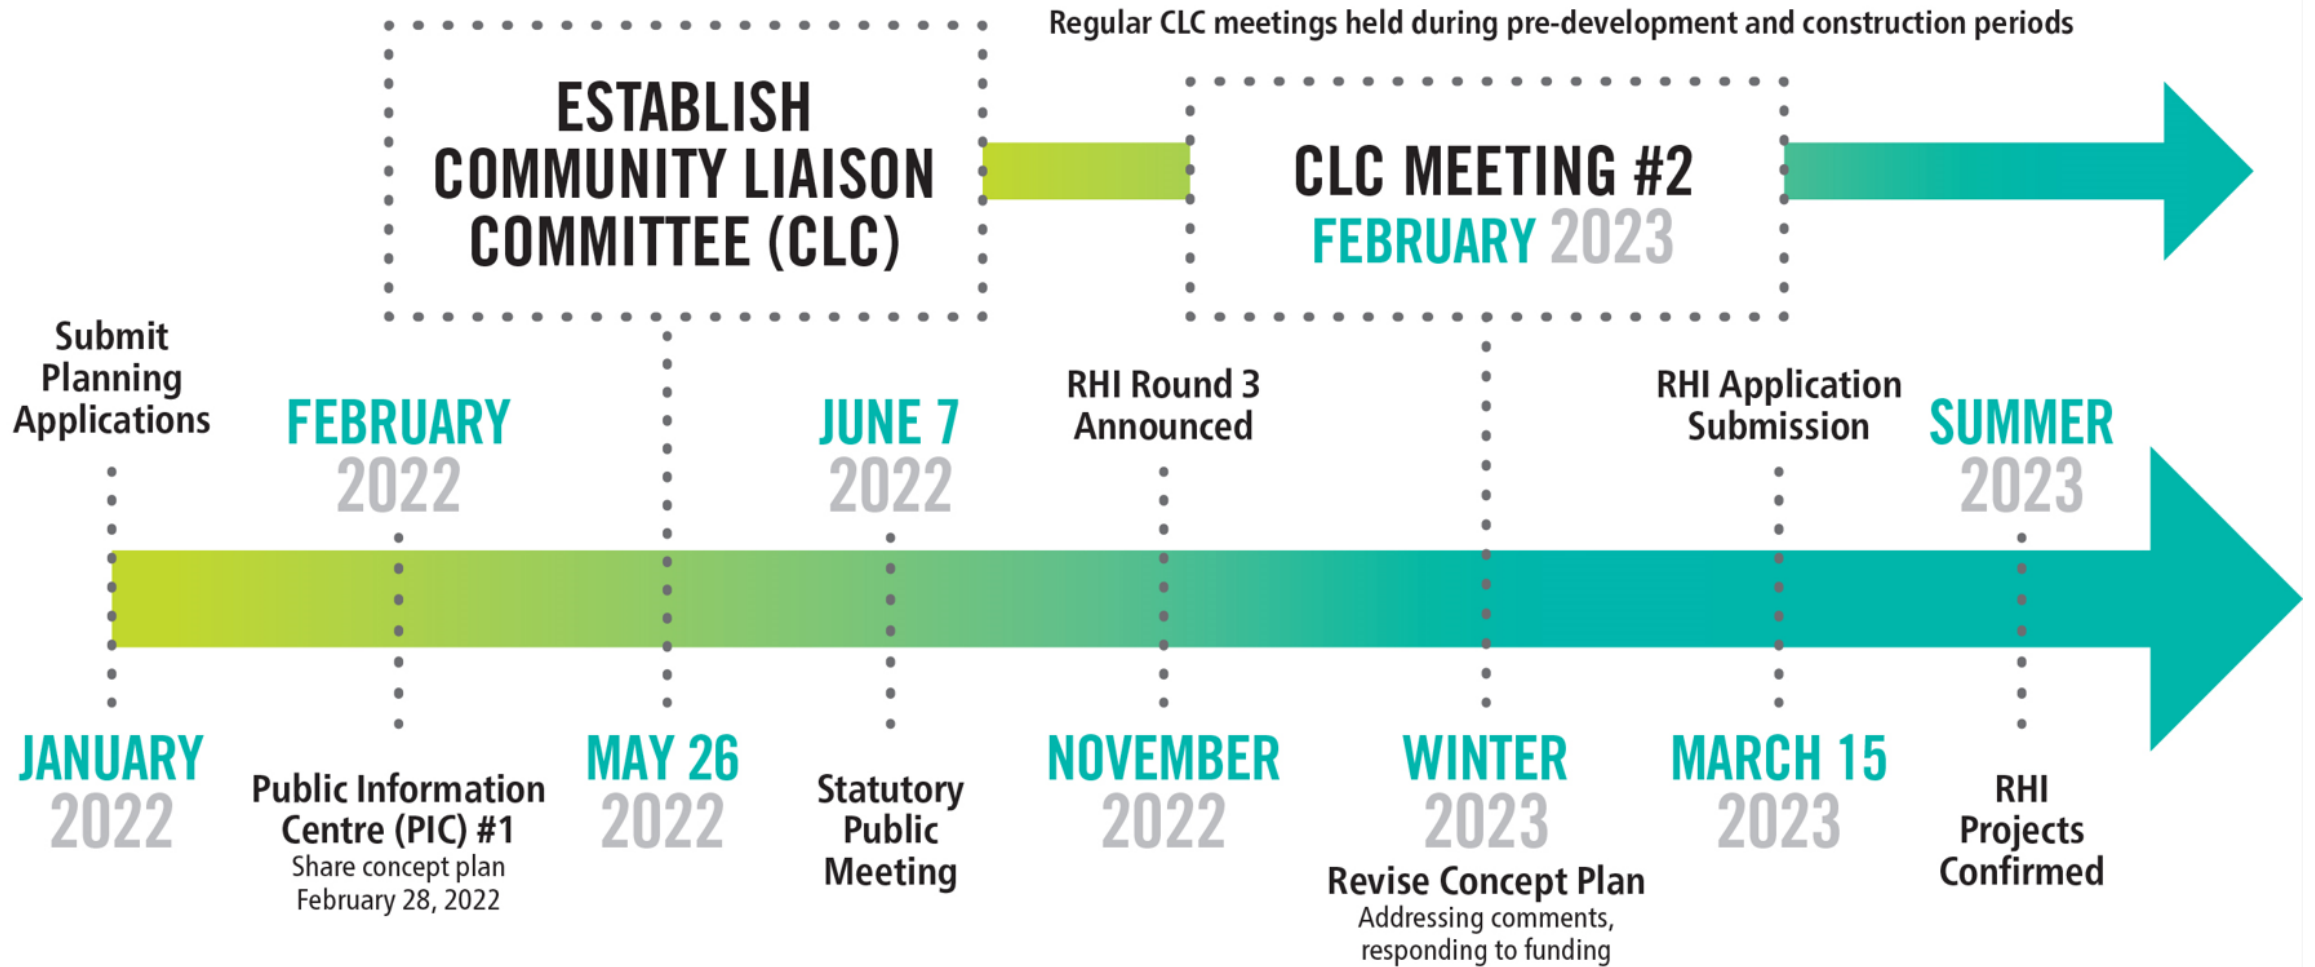 Regular CLC meetings held during pre-development and construction periods
ESTABLISH
COMMUNITY LIAISON
COMMITTEE (CLC)
CLC MEETING #2
FEBRUARY 2023
Submit
Planning
Applications
JANUARY
2022
FEBRUARY
2022
Public Information
Centre (PIC) #1
Share concept plan
February 28, 2022
MAY 26
2022
JUNE 7
2022
Statutory
Public
Meeting
RHI Round 3
Announced
NOVEMBER
2022
WINTER
2023
Revise Concept Plan
Addressing comments,
responding to funding
RHI Application
Submission
MARCH 15
2023
SUMMER
2023
RHI
Projects
Confirmed